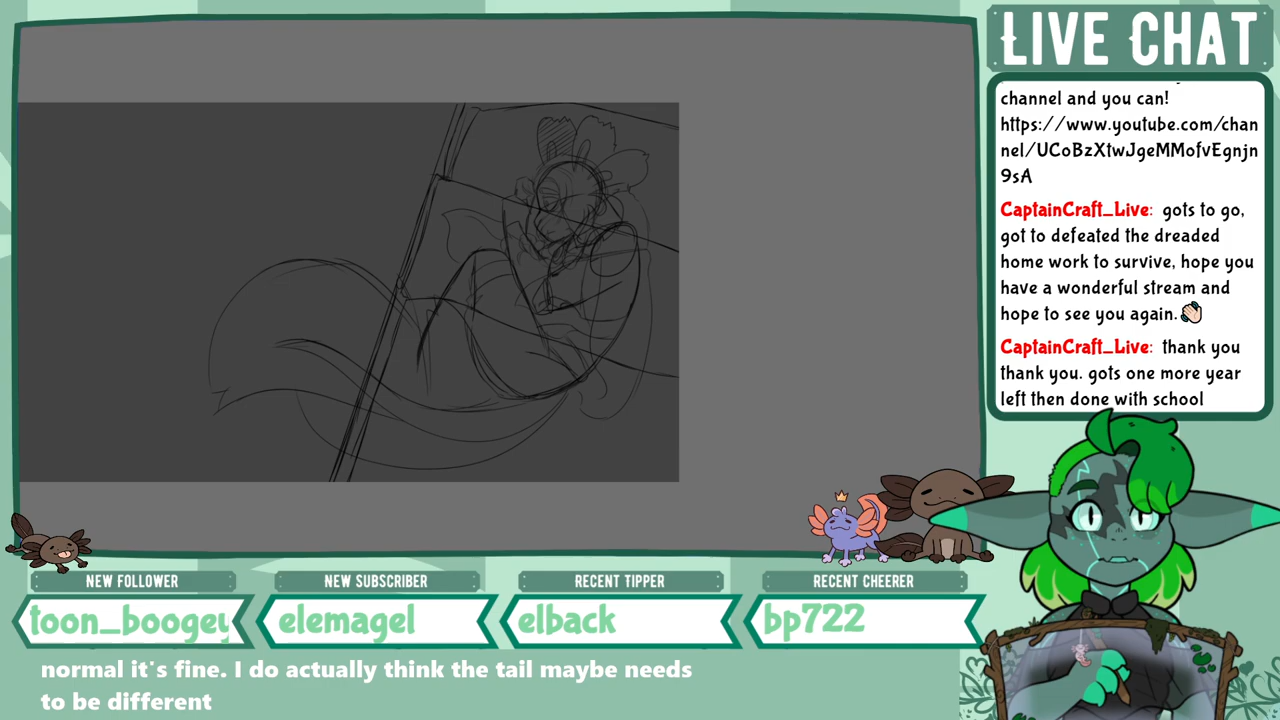 LIVE CHAT
channel and you can!
https://www.youtube.com/chan
nel/UCoBzXtwJgeMMofvEgnjn
9sA
CaptainCraft_Live: gots to go,
got to defeated the dreaded
home work to survive, hope you
have a wonderful stream and
hope to see you again.
CaptainCraft_Live: thank you
thank you. gots one more year
left then done with school
NEW FOLLOWER
toon_boogey
NEW SUBSCRIBER
elemagel
RECENT TIPPER
elback
RECENT CHEERER
bp722
normal it's fine. I do actually think the tail maybe needs
to be different